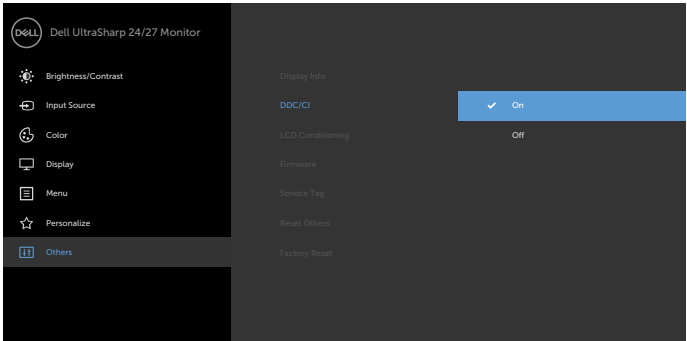 DELL Dell UltraSharp 24/27 Monitor
Brightness/Contrast
Input Source
Color
Display
Menu
Personalize
Others
Display Info
DDC/CI
LCD Conditioning
Firmware
Service Tag
Reset Others
Factory Reset
On
Off